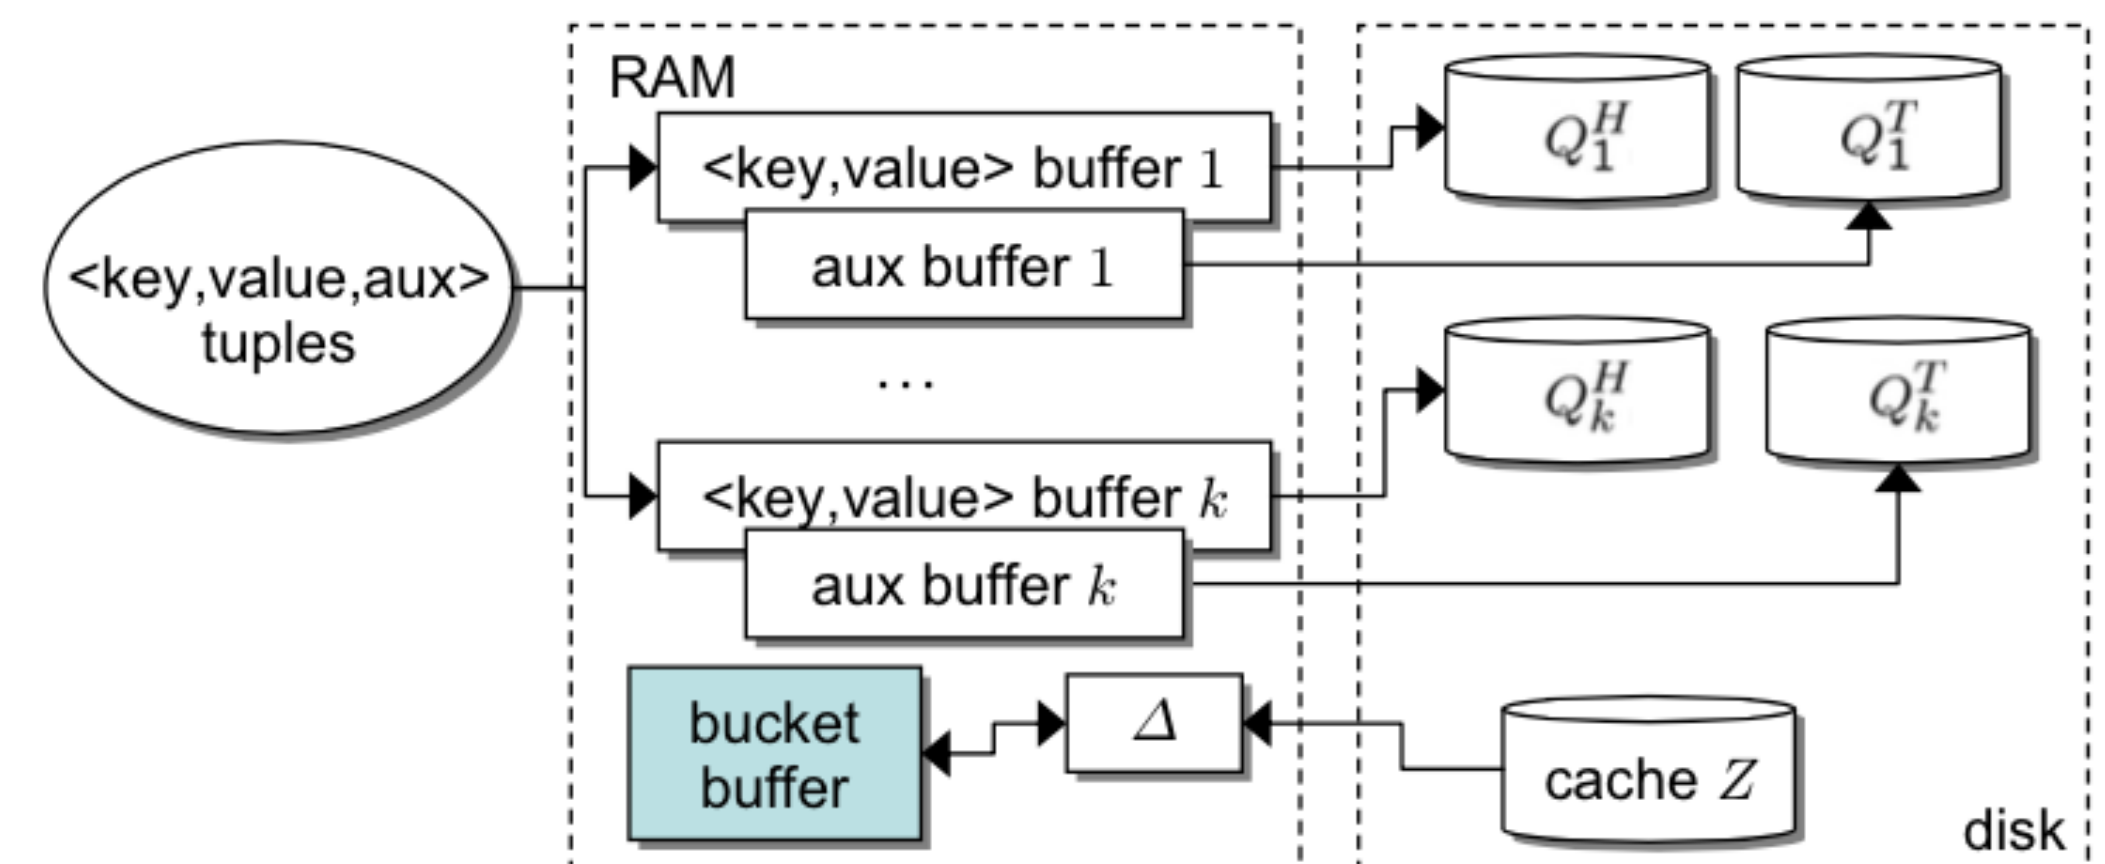 RAM
<key,value,aux>
tuples
<key,value> buffer 1
aux buffer 1
Q_1^H
Q_1^T
...
<key,value> buffer k
aux buffer k
Q_k^H
Q_k^T
bucket
buffer
Δ
cache Z
disk